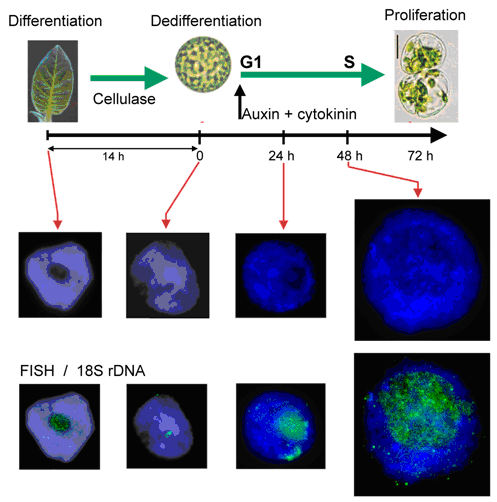 Differentiation Dedifferentiation Proliferation
G1 S
Cellulase
Auxin + cytokinin
14 h 0 24 h 48 h 72 h
FISH / 18S rDNA